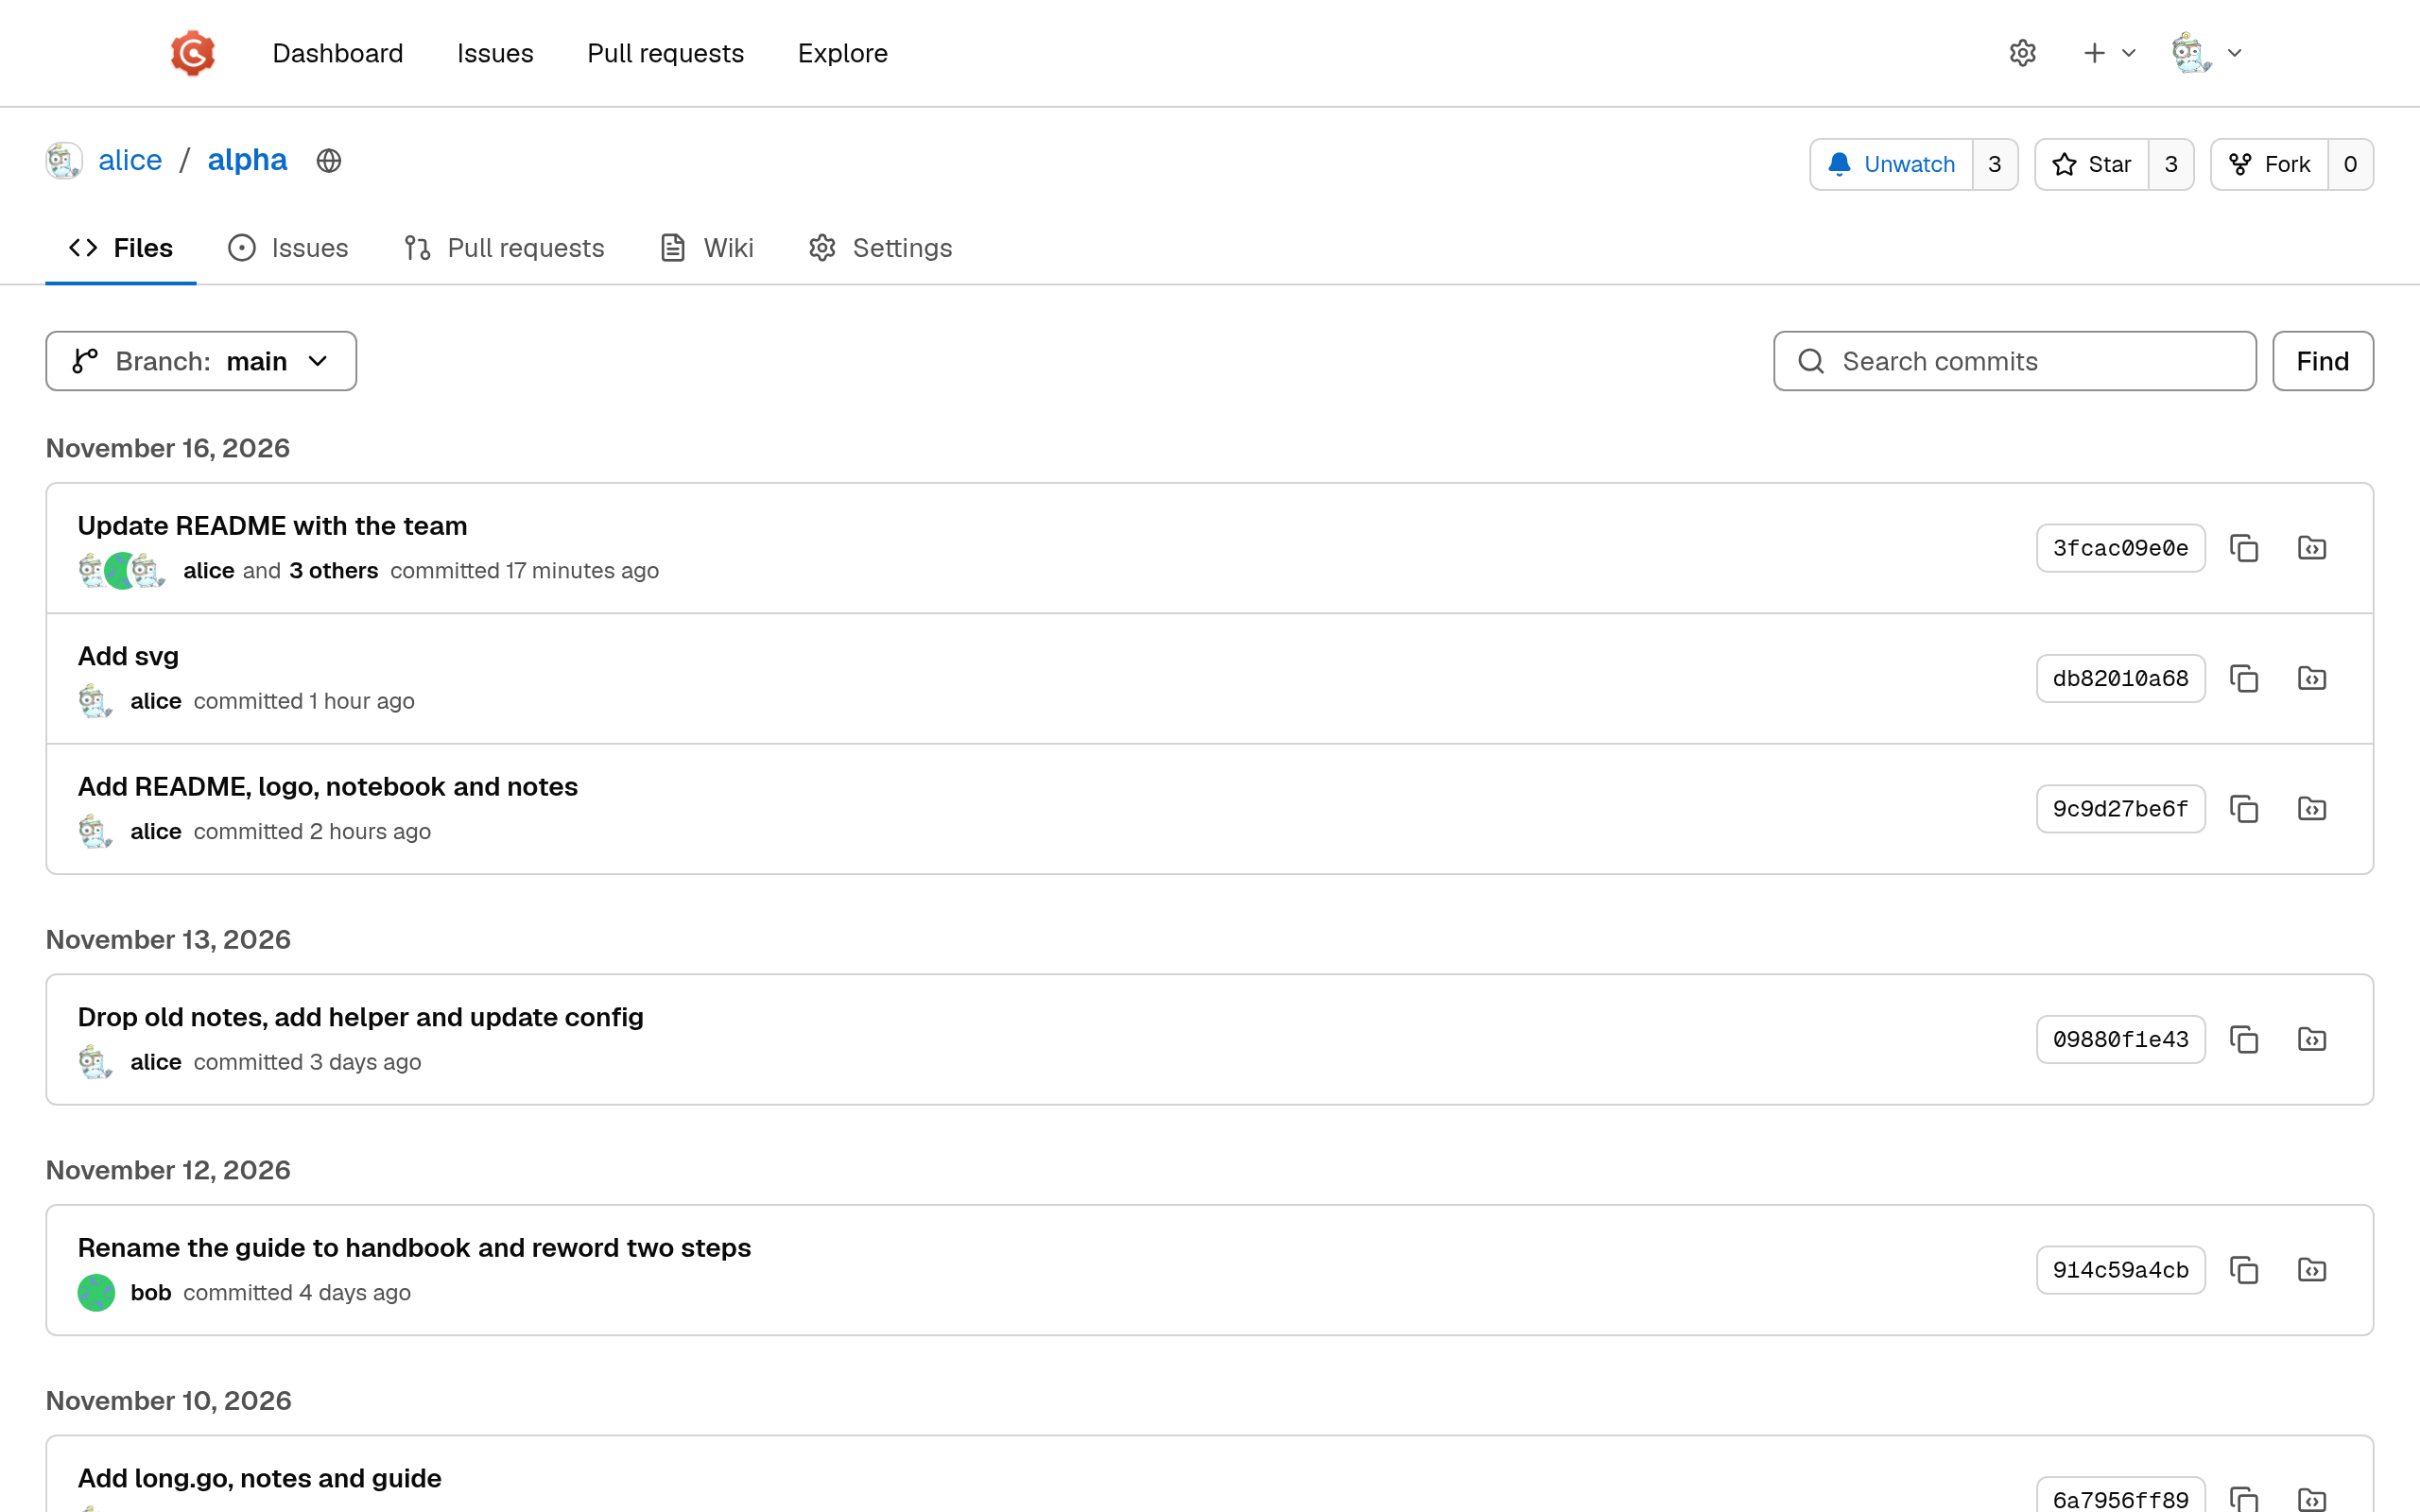 Dashboard Issues Pull requests Explore
alice / alpha
Unwatch 3 Star 3 Fork 0
Files Issues Pull requests Wiki Settings
Branch: main
Search commits Find
November 16, 2026
Update README with the team
alice and 3 others committed 17 minutes ago
3fcac09e0e
Add svg
alice committed 1 hour ago
db82010a68
Add README, logo, notebook and notes
alice committed 2 hours ago
9c9d27be6f
November 13, 2026
Drop old notes, add helper and update config
alice committed 3 days ago
09880f1e43
November 12, 2026
Rename the guide to handbook and reword two steps
bob committed 4 days ago
914c59a4cb
November 10, 2026
Add long.go, notes and guide
6a7956ff89